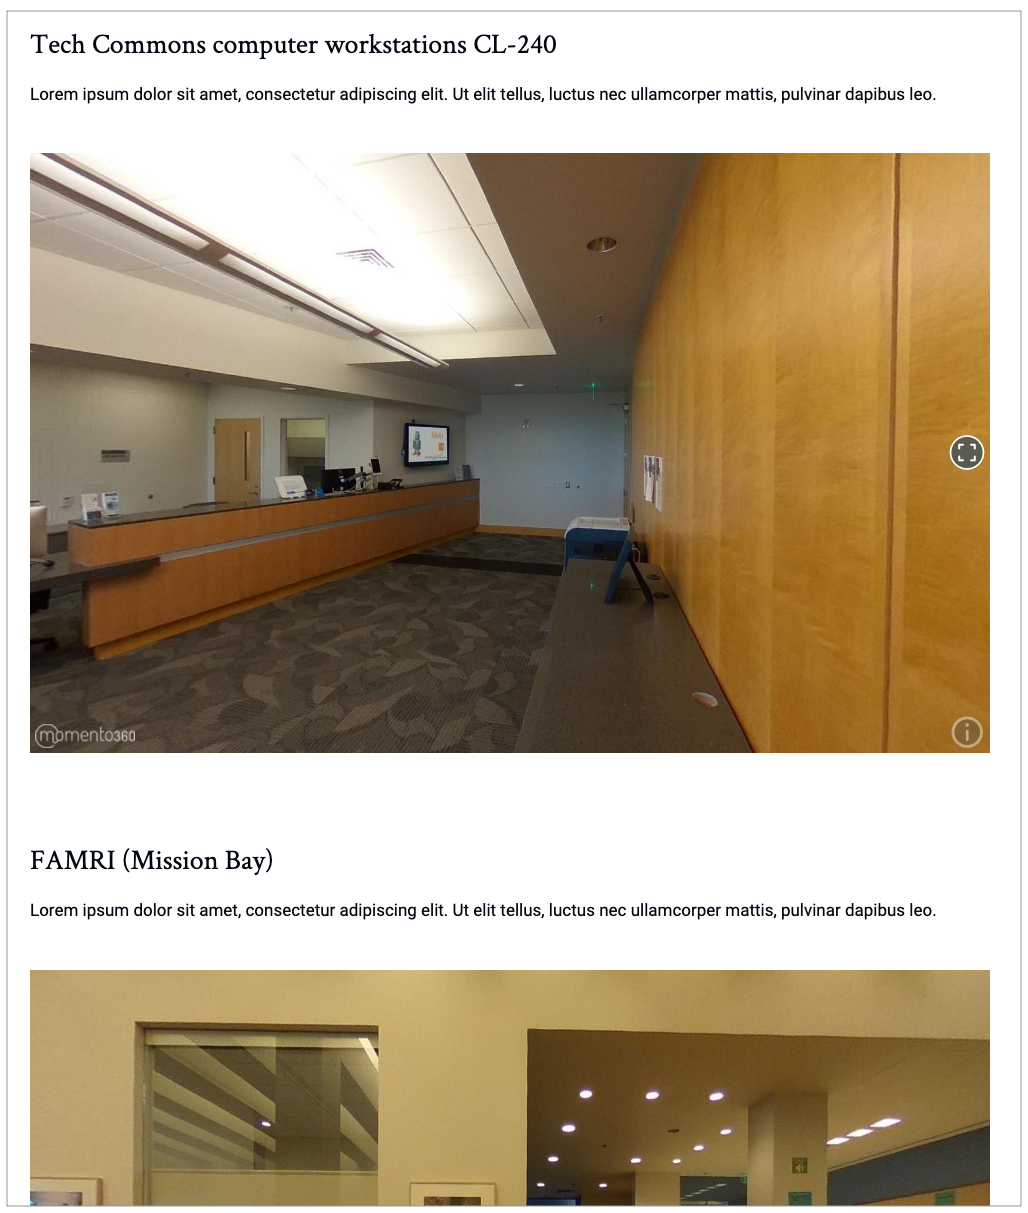 Tech Commons computer workstations CL-240
Lorem ipsum dolor sit amet, consectetur adipiscing elit. Ut elit tellus, luctus nec ullamcorper mattis, pulvinar dapibus leo.
momento360
FAMRI (Mission Bay)
Lorem ipsum dolor sit amet, consectetur adipiscing elit. Ut elit tellus, luctus nec ullamcorper mattis, pulvinar dapibus leo.